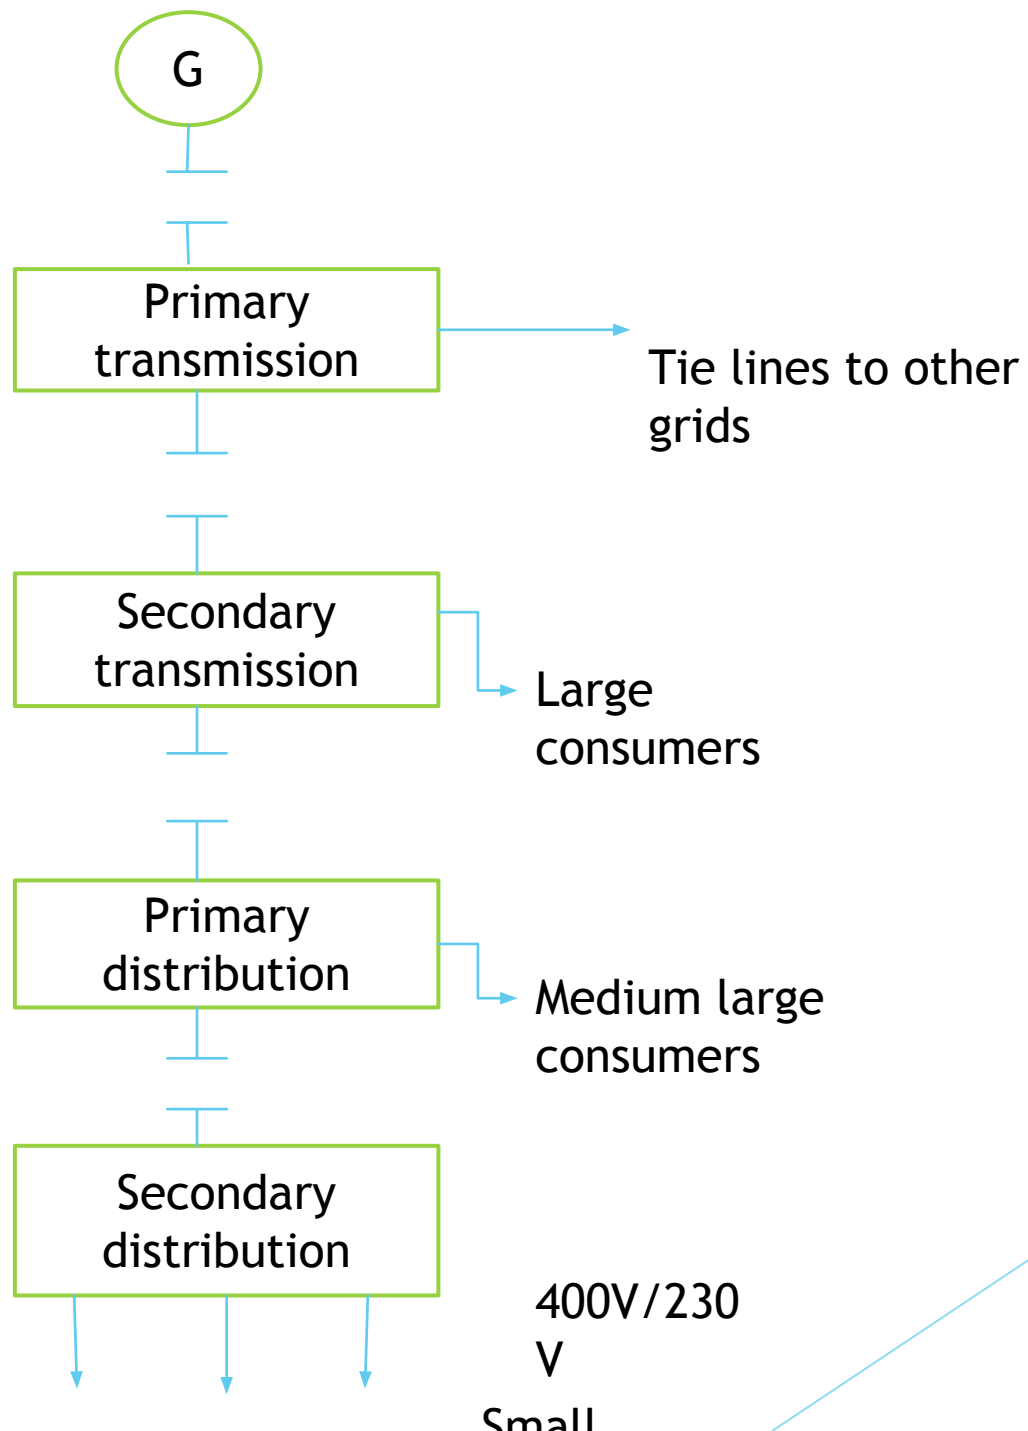 G
Primary
transmission
Tie lines to other
grids
Secondary
transmission
Large
consumers
Primary
distribution
Medium large
consumers
Secondary
distribution
400V/230
V
Small